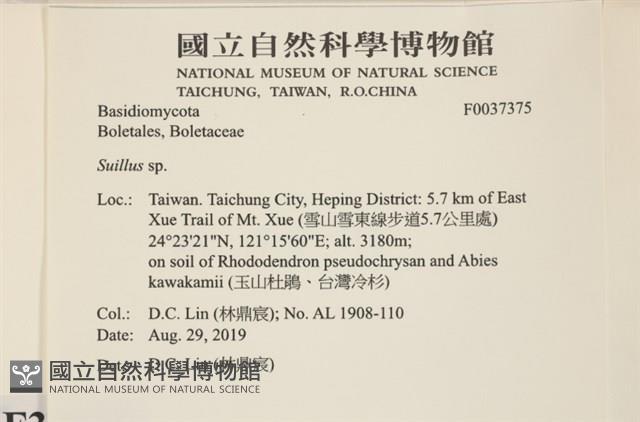 國立自然科學博物館
NATIONAL MUSEUM OF NATURAL SCIENCE
TAICHUNG, TAIWAN, R.O.CHINA
Basidiomycota F0037375
Boletales, Boletaceae
Suillus sp.
Loc.: Taiwan. Taichung City, Heping District: 5.7 km of East
Xue Trail of Mt. Xue (雪山雪東線步道5.7公里處)
24°23'21"N, 121°15'60"E; alt. 3180m;
on soil of Rhododendron pseudochrysan and Abies
kawakamii (玉山杜鵑、台灣冷杉)
Col.: D.C. Lin (林鼎宸); No. AL 1908-110
Date: Aug. 29, 2019
D.C. Lin (林鼎宸)
國立自然科學博物館
NATIONAL MUSEUM OF NATURAL SCIENCE